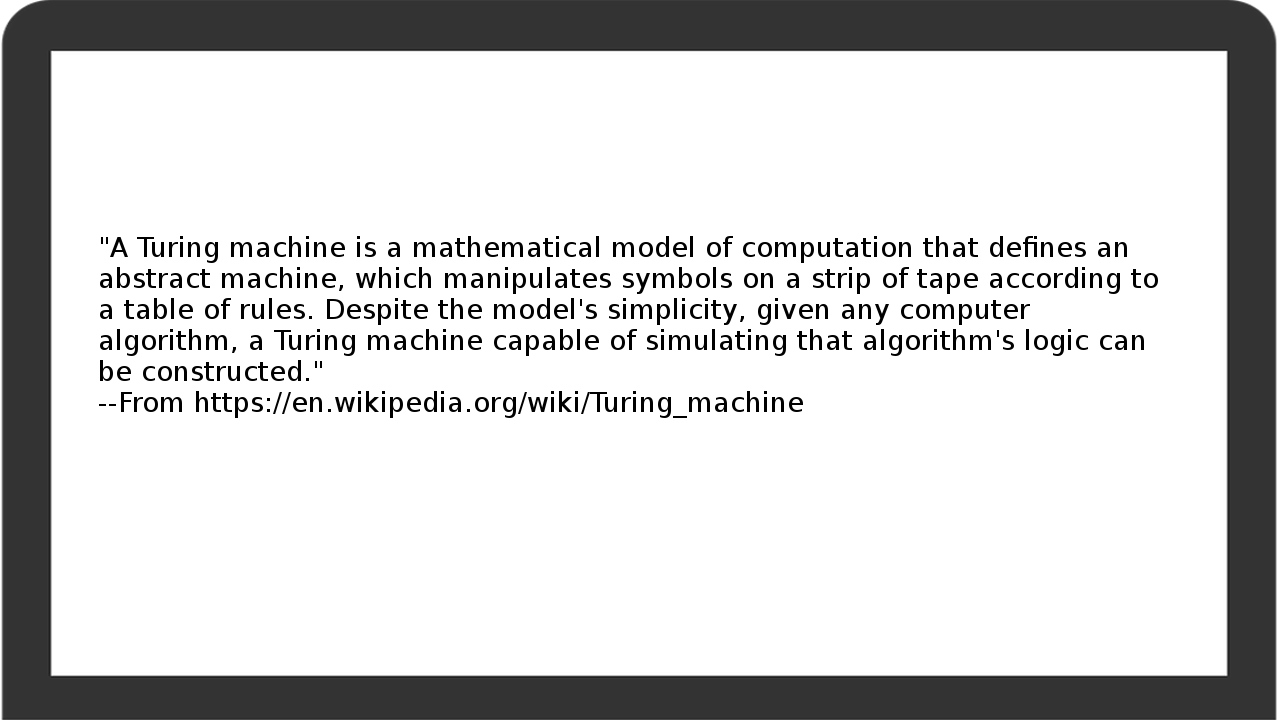 "A Turing machine is a mathematical model of computation that defines an
abstract machine, which manipulates symbols on a strip of tape according to
a table of rules. Despite the model's simplicity, given any computer
algorithm, a Turing machine capable of simulating that algorithm's logic can
be constructed."
--From https://en.wikipedia.org/wiki/Turing_machine